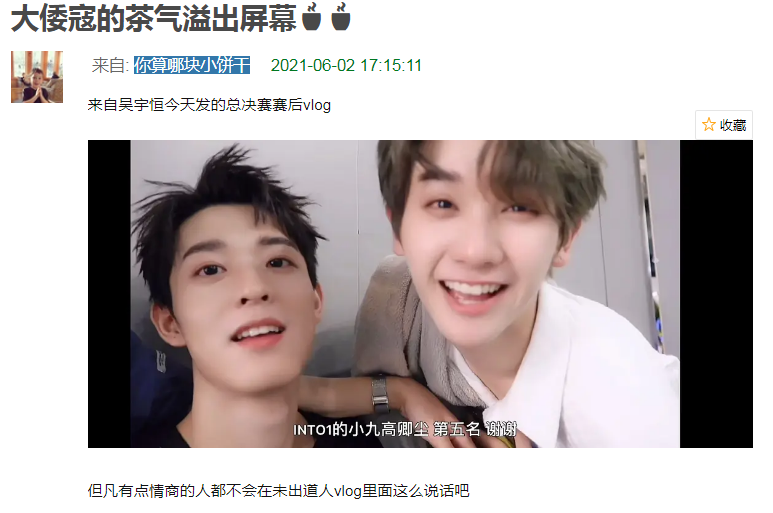 大倭寇的茶气溢出屏幕
来自: 你算哪块小饼干 2021-06-02 17:15:11
来自吴宇恒今天发的总决赛赛后vlog
收藏
INTO1的小九高卿尘 第五名 谢谢
但凡有点情商的人都不会在未出道人vlog里面这么说话吧